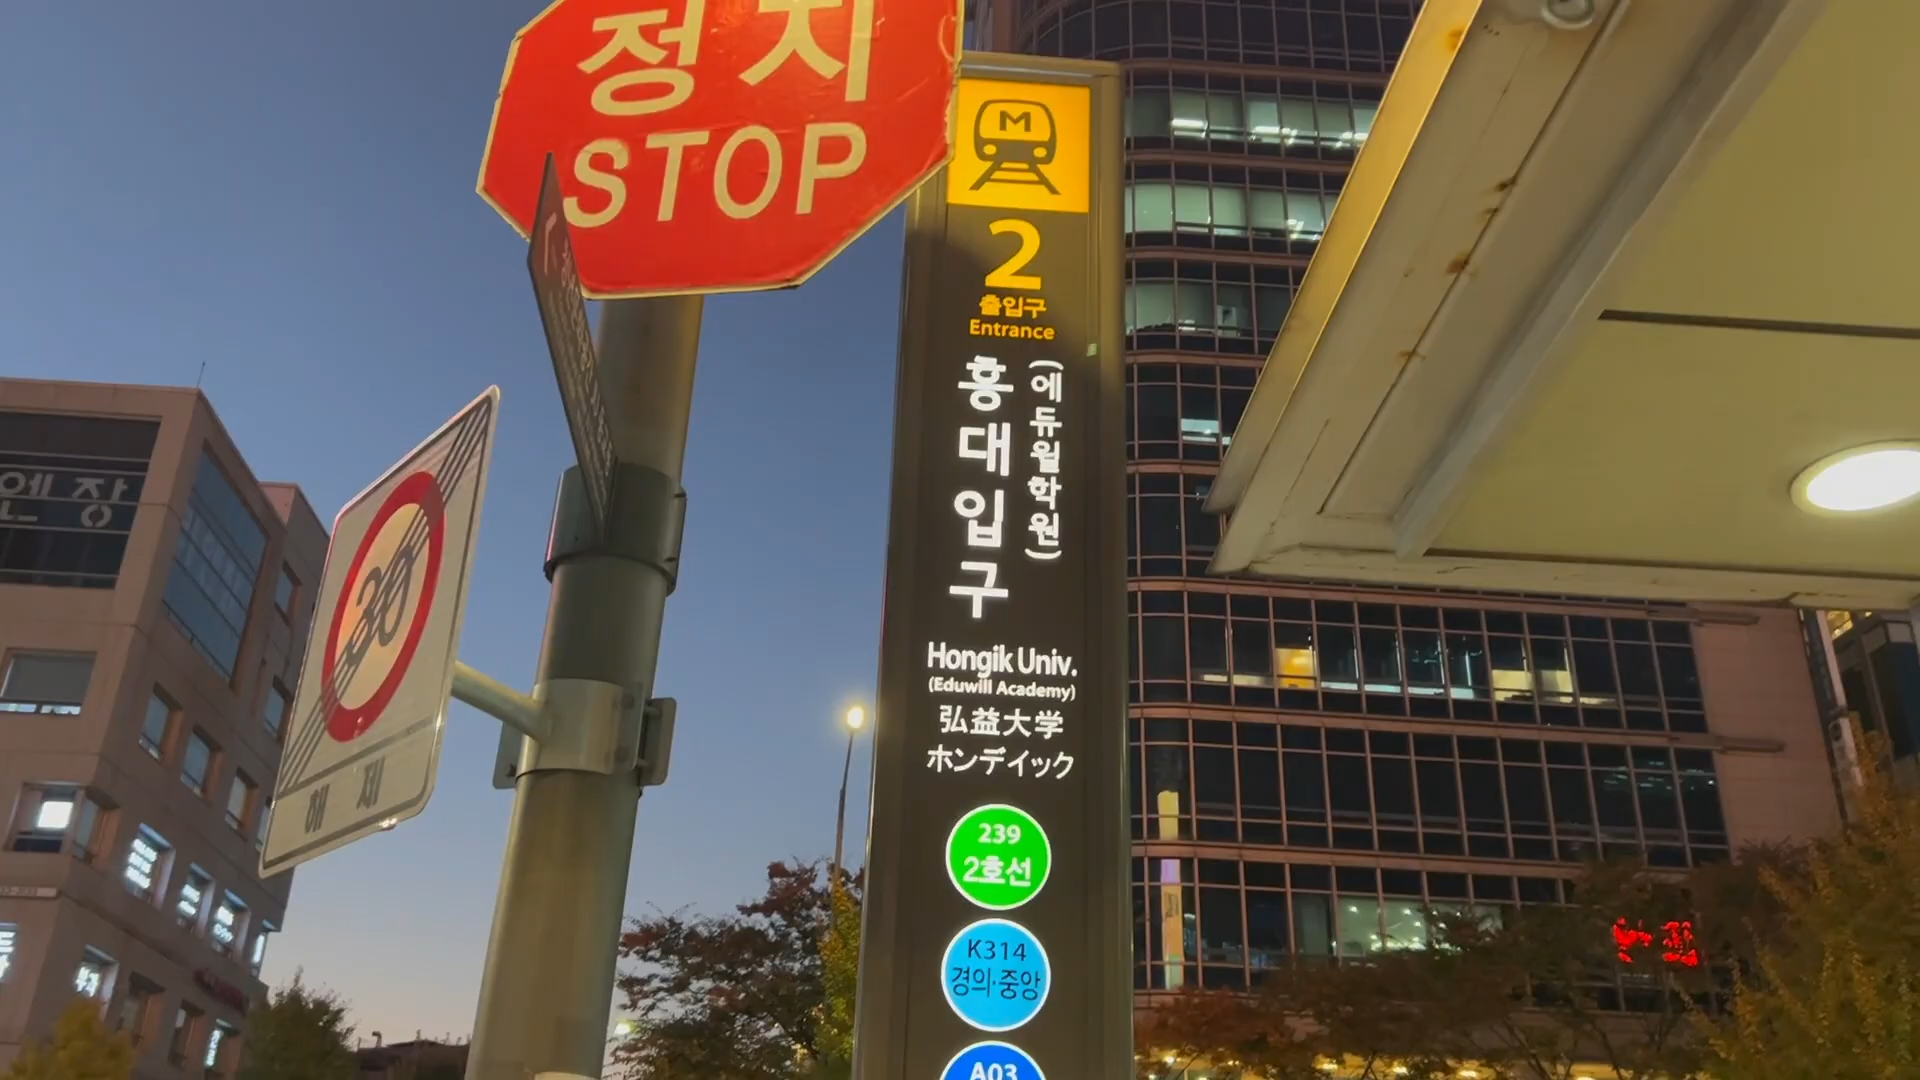 정지
STOP
M
2
출입구
Entrance
홍대입구
(에듀윌학원)
Hongik Univ.
(Eduwill Academy)
弘益大学
ホンデイック
239
2호선
K314
경의·중앙
A03
30
해제